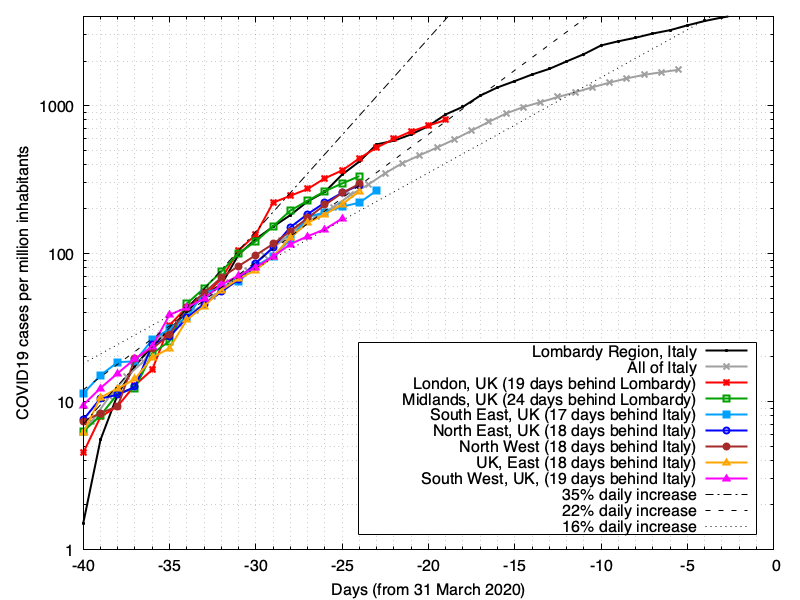 COVID19 cases per million inhabitants
1000
100
10
1
Lombardy Region, Italy
All of Italy
London, UK (19 days behind Lombardy)
Midlands, UK (24 days behind Lombardy)
South East, UK (17 days behind Italy)
North East, UK (18 days behind Italy)
North West (18 days behind Italy)
UK, East (18 days behind Italy)
South West, UK, (19 days behind Italy)
35% daily increase
22% daily increase
16% daily increase
-40 -35 -30 -25 -20 -15 -10 -5 0
Days (from 31 March 2020)